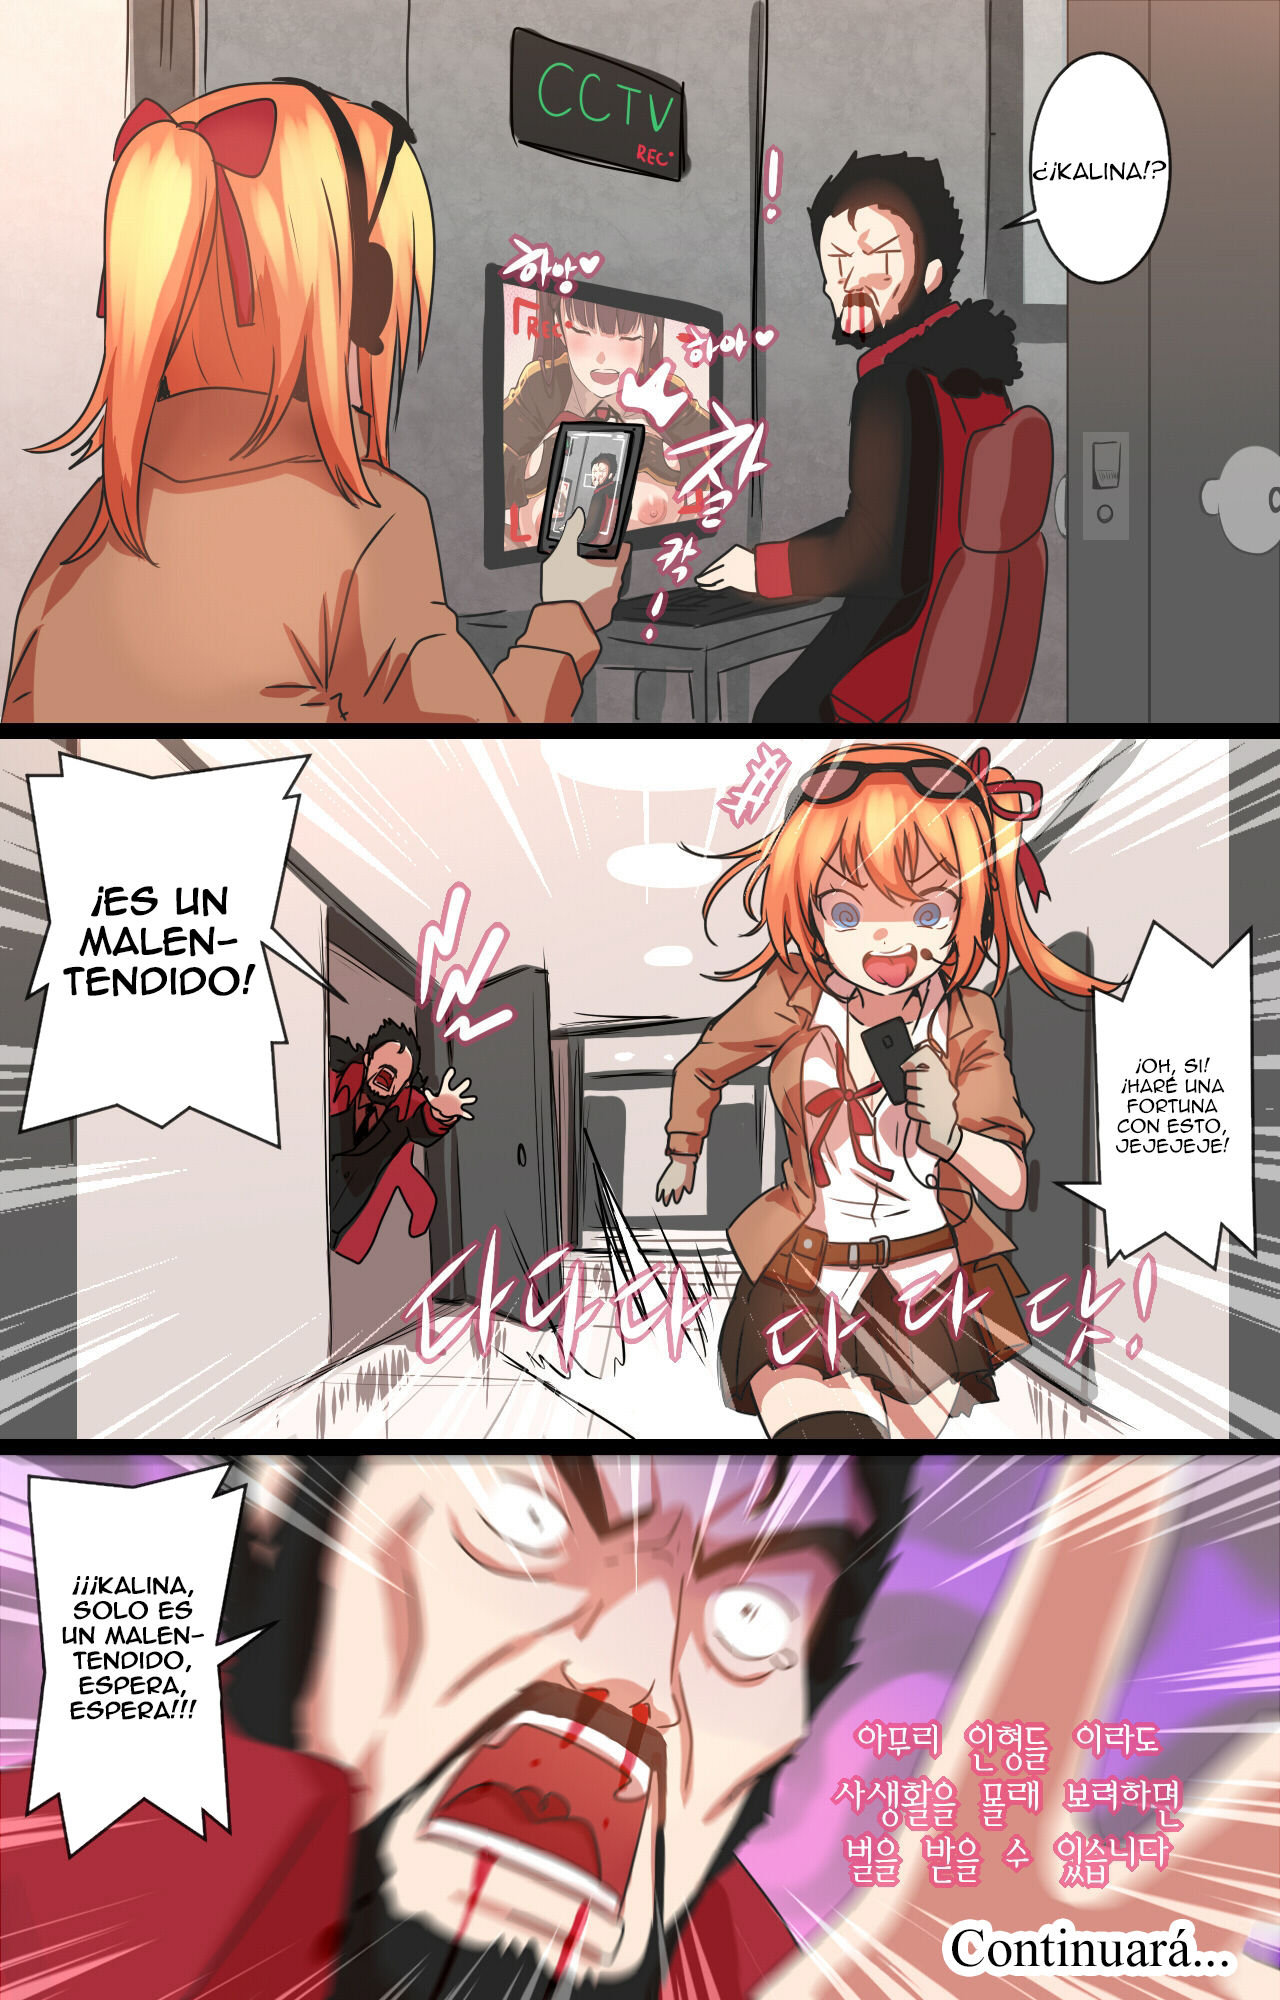 CCTV
REC
¿¡KALINA!?
하앙♥
REC
하아♥
찰칵!
¡ES UN
MALEN-
TENDIDO!
¡OH, SI!
¡HARÉ UNA
FORTUNA
CON ESTO,
JEJEJEJE!
다다다다다닷!
¡¡¡KALINA,
SOLO ES
UN MALEN-
TENDIDO,
ESPERA,
ESPERA!!!
아무리 인형들 이라도
사생활을 몰래 보려하면
벌을 받을 수 있습니다
Continuará...